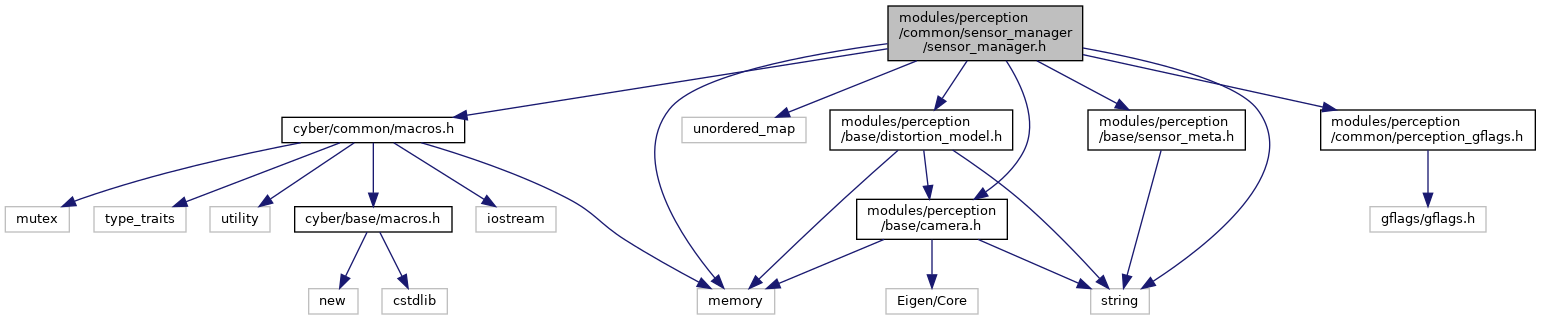 modules/perception
/common/sensor_manager
/sensor_manager.h
cyber/common/macros.h
unordered_map
modules/perception
/base/distortion_model.h
modules/perception
/base/sensor_meta.h
modules/perception
/common/perception_gflags.h
mutex
type_traits
utility
cyber/base/macros.h
iostream
modules/perception
/base/camera.h
gflags/gflags.h
new
cstdlib
memory
Eigen/Core
string